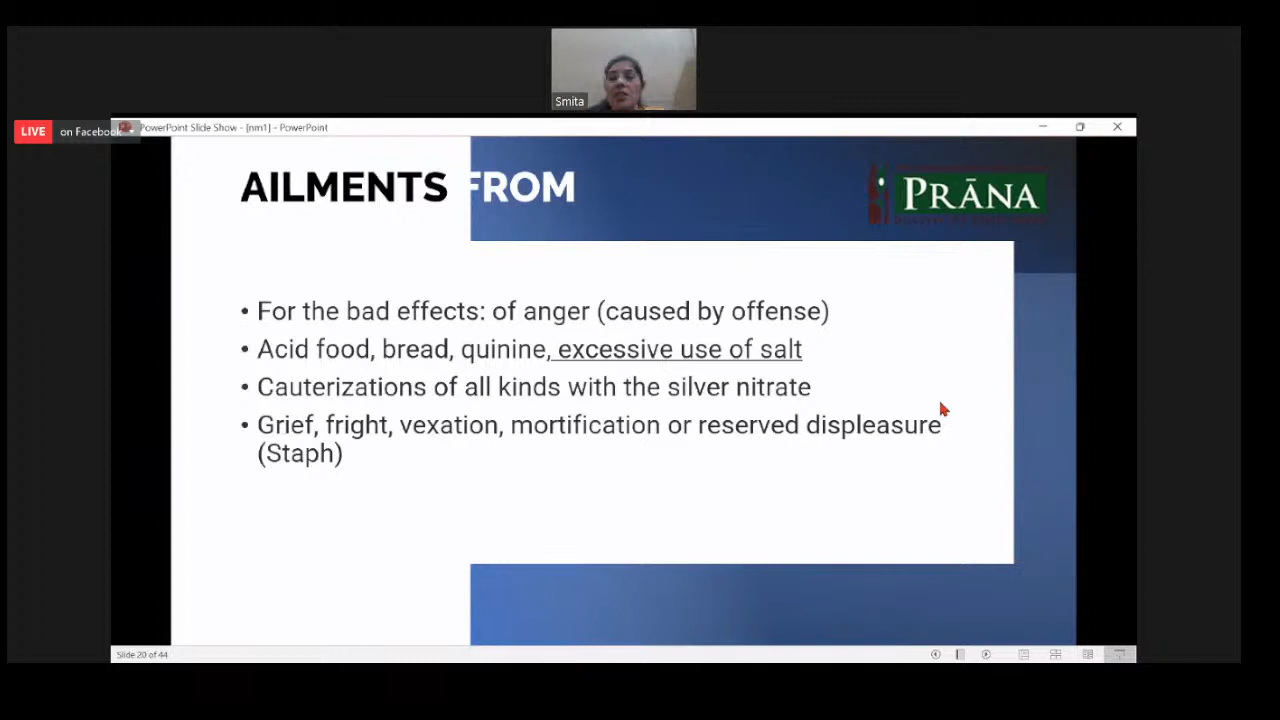 Smita
LIVE on Facebook
PowerPoint Slide Show - [nm1] - PowerPoint
AILMENTS FROM
PRĀNA
• For the bad effects: of anger (caused by offense)
• Acid food, bread, quinine, excessive use of salt
• Cauterizations of all kinds with the silver nitrate
• Grief, fright, vexation, mortification or reserved displeasure
(Staph)
Slide 20 of 44